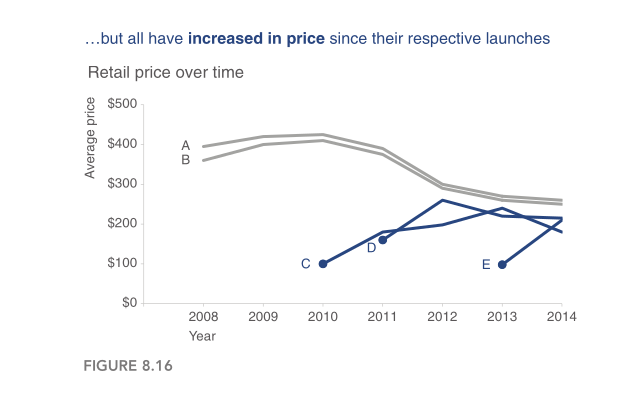 …but all have increased in price since their respective launches
Retail price over time
Average price
$500
$400
$300
$200
$100
$0
A
B
C
D
E
2008 2009 2010 2011 2012 2013 2014
Year
FIGURE 8.16